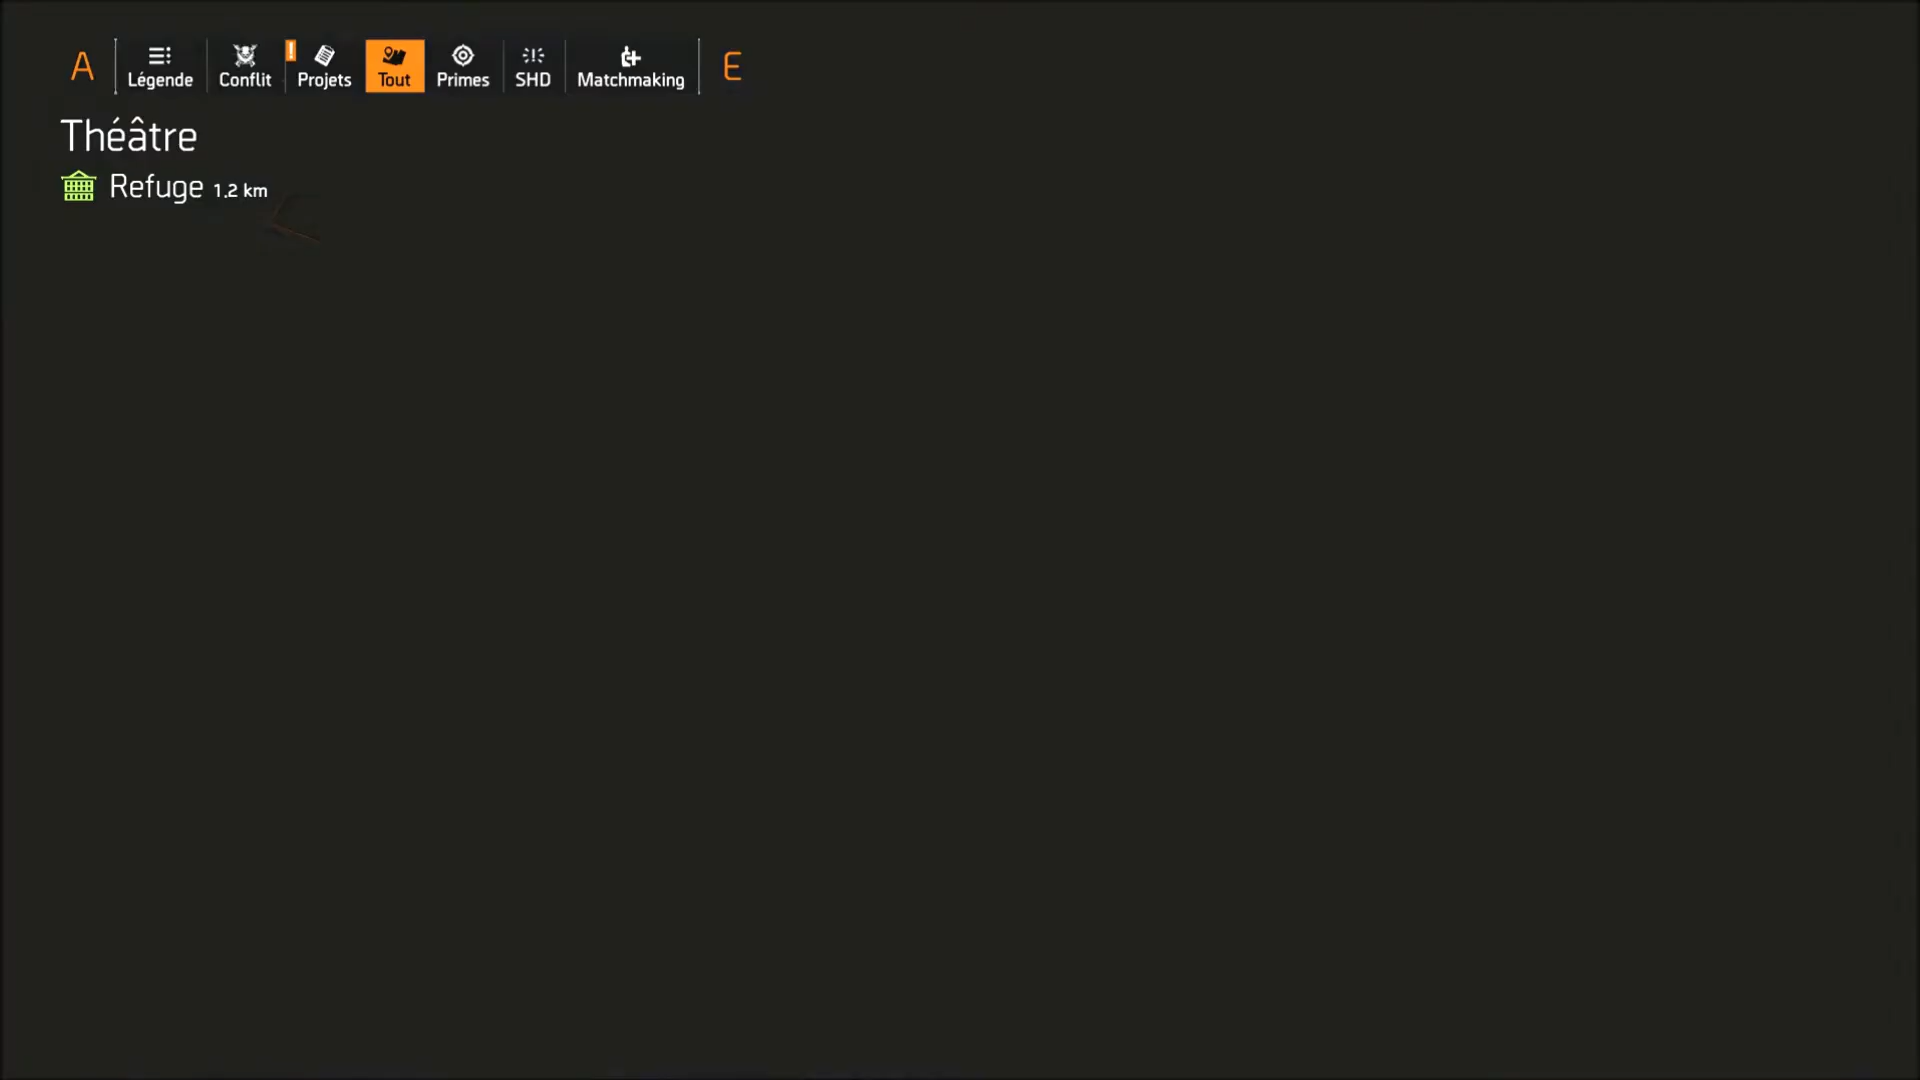 A Légende Conflit ! Projets Tout Primes SHD Matchmaking E
Théâtre
Refuge 1.2 km